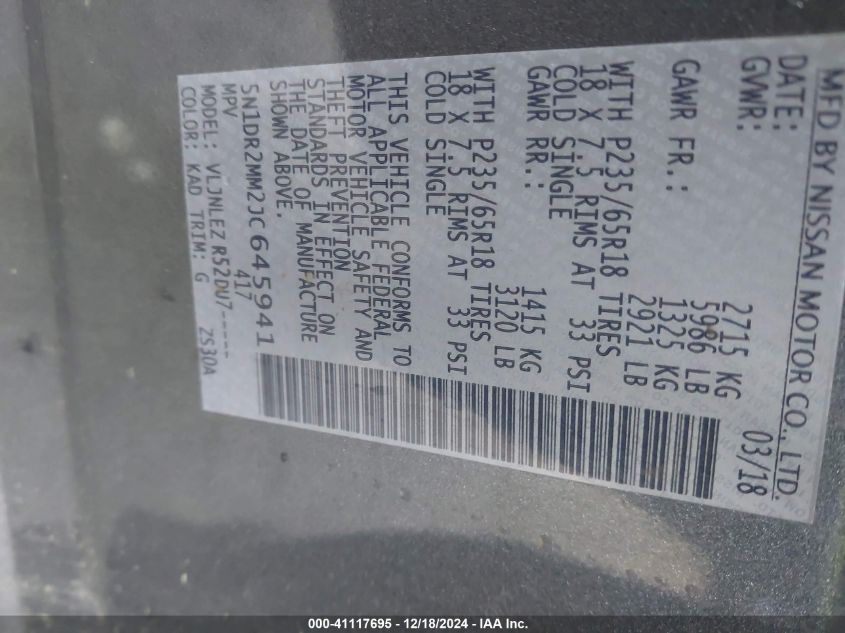 MFD BY NISSAN MOTOR CO., LTD.
DATE: 03/18
GVWR: 2715 KG
5986 LB
GAWR FR.: 1325 KG
2921 LB
WITH P235/65R18 TIRES
18 X 7.5 RIMS AT 33 PSI
COLD SINGLE
GAWR RR.: 1415 KG
3120 LB
WITH P235/65R18 TIRES
18 X 7.5 RIMS AT 33 PSI
COLD SINGLE
THIS VEHICLE CONFORMS TO
ALL APPLICABLE FEDERAL
MOTOR VEHICLE SAFETY AND
THEFT PREVENTION
STANDARDS IN EFFECT ON
THE DATE OF MANUFACTURE
SHOWN ABOVE.
5N1DR2MM2JC645941
MPV 417
MODEL: VLJNLEZ R52DU7-----
COLOR: KAD TRIM: G ZS30A
000-41117695 - 12/18/2024 - IAA Inc.